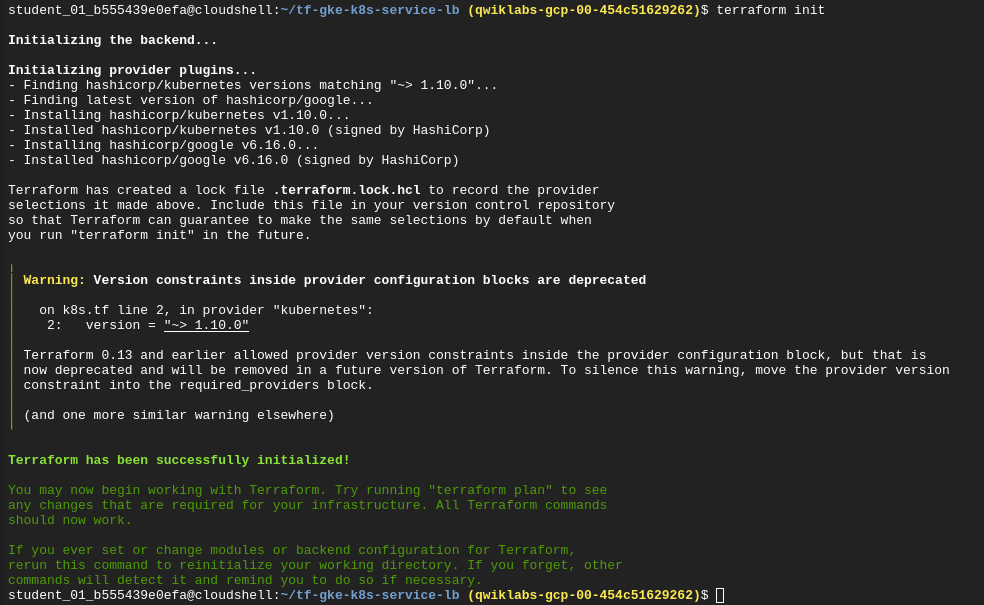 student_01_b555439e0efa@cloudshell:~/tf-gke-k8s-service-lb (qwiklabs-gcp-00-454c51629262)$ terraform init
Initializing the backend...
Initializing provider plugins...
- Finding hashicorp/kubernetes versions matching "~> 1.10.0"...
- Finding latest version of hashicorp/google...
- Installing hashicorp/kubernetes v1.10.0...
- Installed hashicorp/kubernetes v1.10.0 (signed by HashiCorp)
- Installing hashicorp/google v6.16.0...
- Installed hashicorp/google v6.16.0 (signed by HashiCorp)
Terraform has created a lock file .terraform.lock.hcl to record the provider
selections it made above. Include this file in your version control repository
so that Terraform can guarantee to make the same selections by default when
you run "terraform init" in the future.
Warning: Version constraints inside provider configuration blocks are deprecated
on k8s.tf line 2, in provider "kubernetes":
2:   version = "~> 1.10.0"
Terraform 0.13 and earlier allowed provider version constraints inside the provider configuration block, but that is
now deprecated and will be removed in a future version of Terraform. To silence this warning, move the provider version
constraint into the required_providers block.
(and one more similar warning elsewhere)
Terraform has been successfully initialized!
You may now begin working with Terraform. Try running "terraform plan" to see
any changes that are required for your infrastructure. All Terraform commands
should now work.
If you ever set or change modules or backend configuration for Terraform,
rerun this command to reinitialize your working directory. If you forget, other
commands will detect it and remind you to do so if necessary.
student_01_b555439e0efa@cloudshell:~/tf-gke-k8s-service-lb (qwiklabs-gcp-00-454c51629262)$